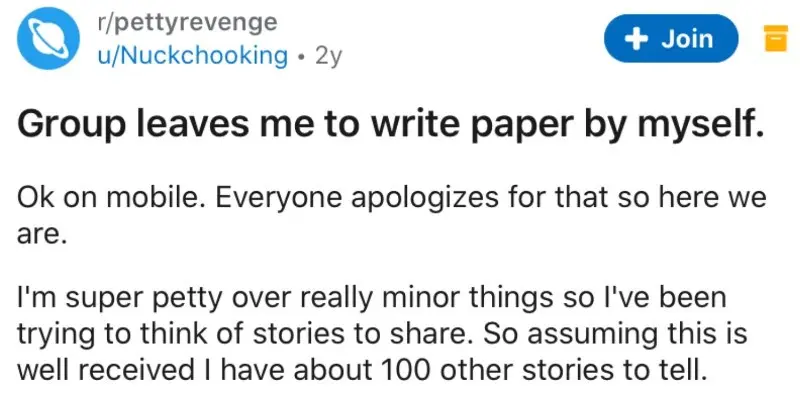 r/pettyrevenge
u/Nuckchooking • 2y
+ Join
Group leaves me to write paper by myself.
Ok on mobile. Everyone apologizes for that so here we
are.
I'm super petty over really minor things so I've been
trying to think of stories to share. So assuming this is
well received I have about 100 other stories to tell.